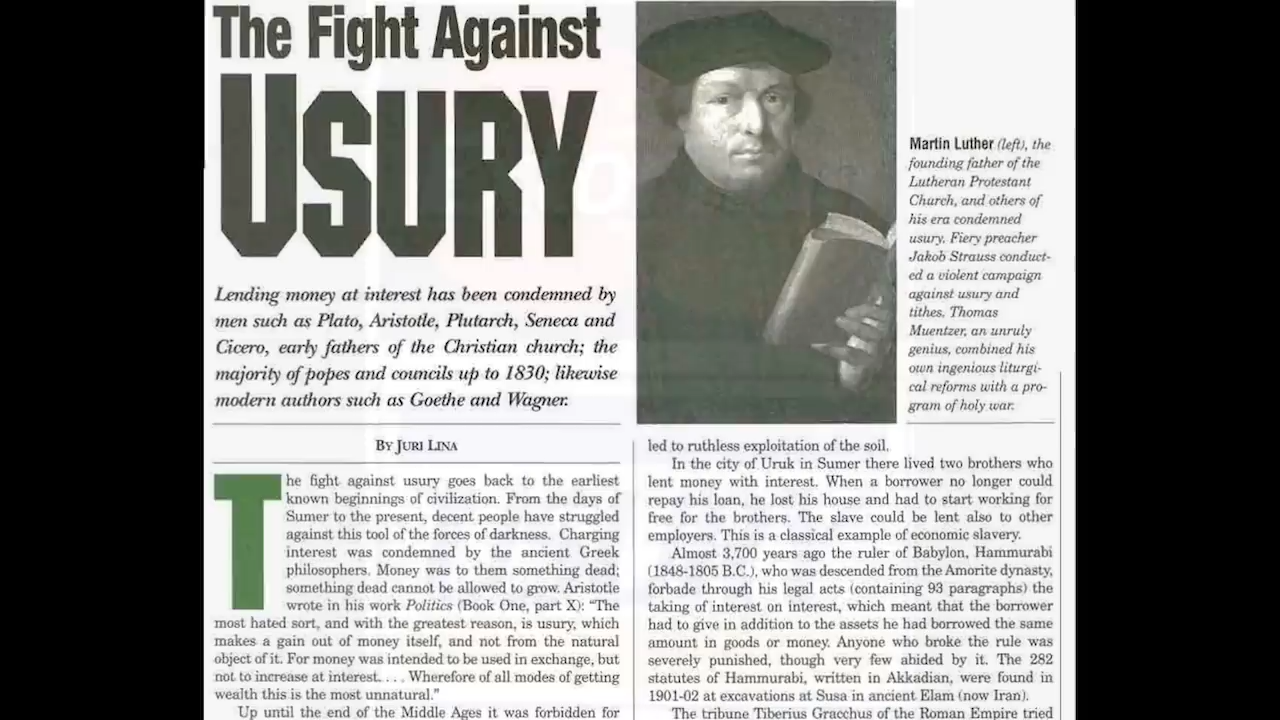 The Fight Against
USURY
Lending money at interest has been condemned by
men such as Plato, Aristotle, Plutarch, Seneca and
Cicero, early fathers of the Christian church; the
majority of popes and councils up to 1830; likewise
modern authors such as Goethe and Wagner.
BY JURI LINA
The fight against usury goes back to the earliest
known beginnings of civilization. From the days of
Sumer to the present, decent people have struggled
against this tool of the forces of darkness. Charging
interest was condemned by the ancient Greek
philosophers. Money was to them something dead;
something dead cannot be allowed to grow. Aristotle
wrote in his work Politics (Book One, part X): “The
most hated sort, and with the greatest reason, is usury, which
makes a gain out of money itself, and not from the natural
object of it. For money was intended to be used in exchange, but
not to increase at interest. . . . Wherefore of all modes of getting
wealth this is the most unnatural.”
Up until the end of the Middle Ages it was forbidden for
Martin Luther (left), the
founding father of the
Lutheran Protestant
Church, and others of
his era condemned
usury. Fiery preacher
Jakob Strauss conduct-
ed a violent campaign
against usury and
tithes. Thomas
Muentzer, an unruly
genius, combined his
own ingenious liturgi-
cal reforms with a pro-
gram of holy war.
led to ruthless exploitation of the soil.
In the city of Uruk in Sumer there lived two brothers who
lent money with interest. When a borrower no longer could
repay his loan, he lost his house and had to start working for
free for the brothers. The slave could be lent also to other
employers. This is a classical example of economic slavery.
Almost 3,700 years ago the ruler of Babylon, Hammurabi
(1848-1805 B.C.), who was descended from the Amorite dynasty,
forbade through his legal acts (containing 93 paragraphs) the
taking of interest on interest, which meant that the borrower
had to give in addition to the assets he had borrowed the same
amount in goods or money. Anyone who broke the rule was
severely punished, though very few abided by it. The 282
statutes of Hammurabi, written in Akkadian, were found in
1901-02 at excavations at Susa in ancient Elam (now Iran).
The tribune Tiberius Gracchus of the Roman Empire tried